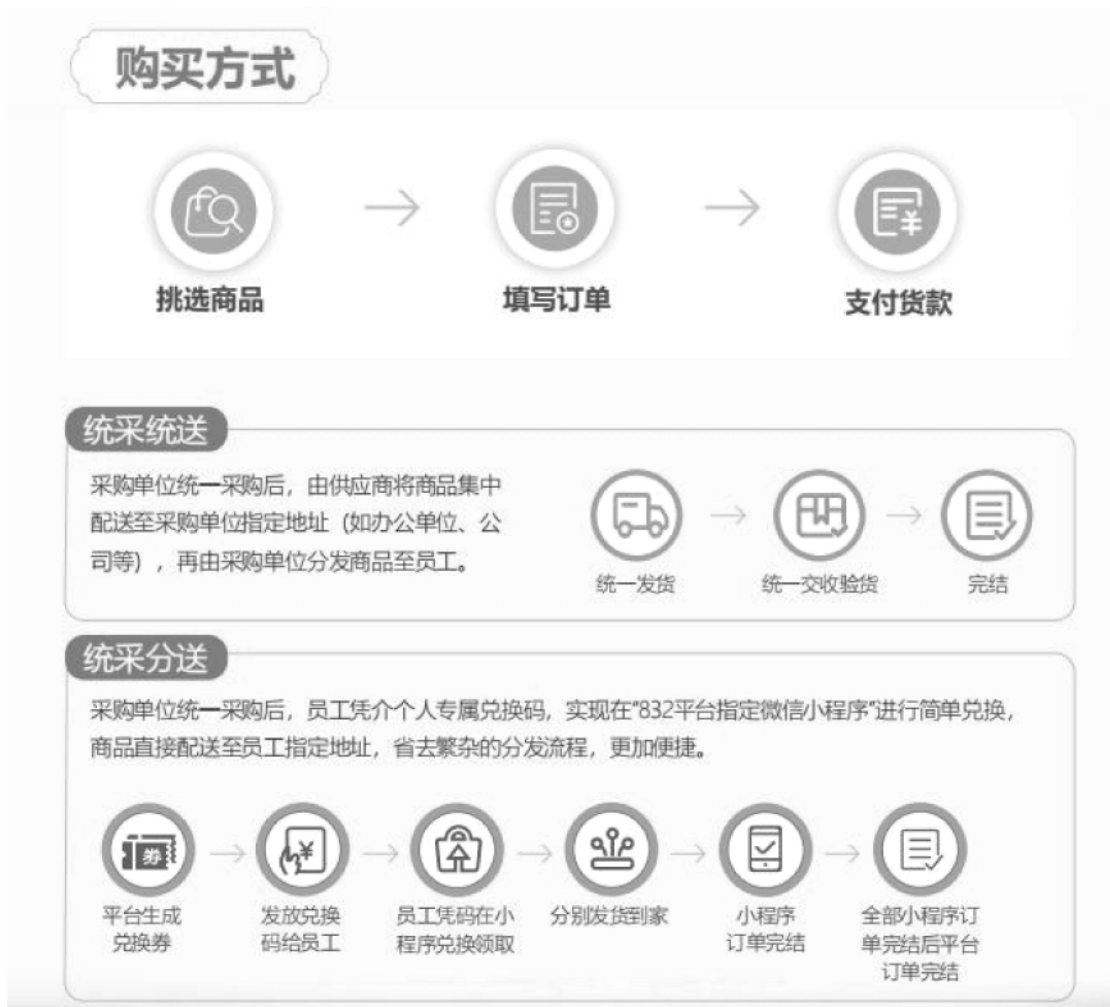 购买方式
挑选商品
填写订单
支付货款
统采统送
采购单位统一采购后，由供应商将商品集中
配送至采购单位指定地址（如办公单位、公
司等），再由采购单位分发商品至员工。
统一发货
统一交收验货
完结
统采分送
采购单位统一采购后，员工凭介个人专属兑换码，实现在"832平台指定微信小程序"进行简单兑换，
商品直接配送至员工指定地址，省去繁杂的分发流程，更加便捷。
券
平台生成
兑换券
发放兑换
码给员工
员工凭码在小
程序兑换领取
分别发货到家
小程序
订单完结
全部小程序订
单完结后平台
订单完结